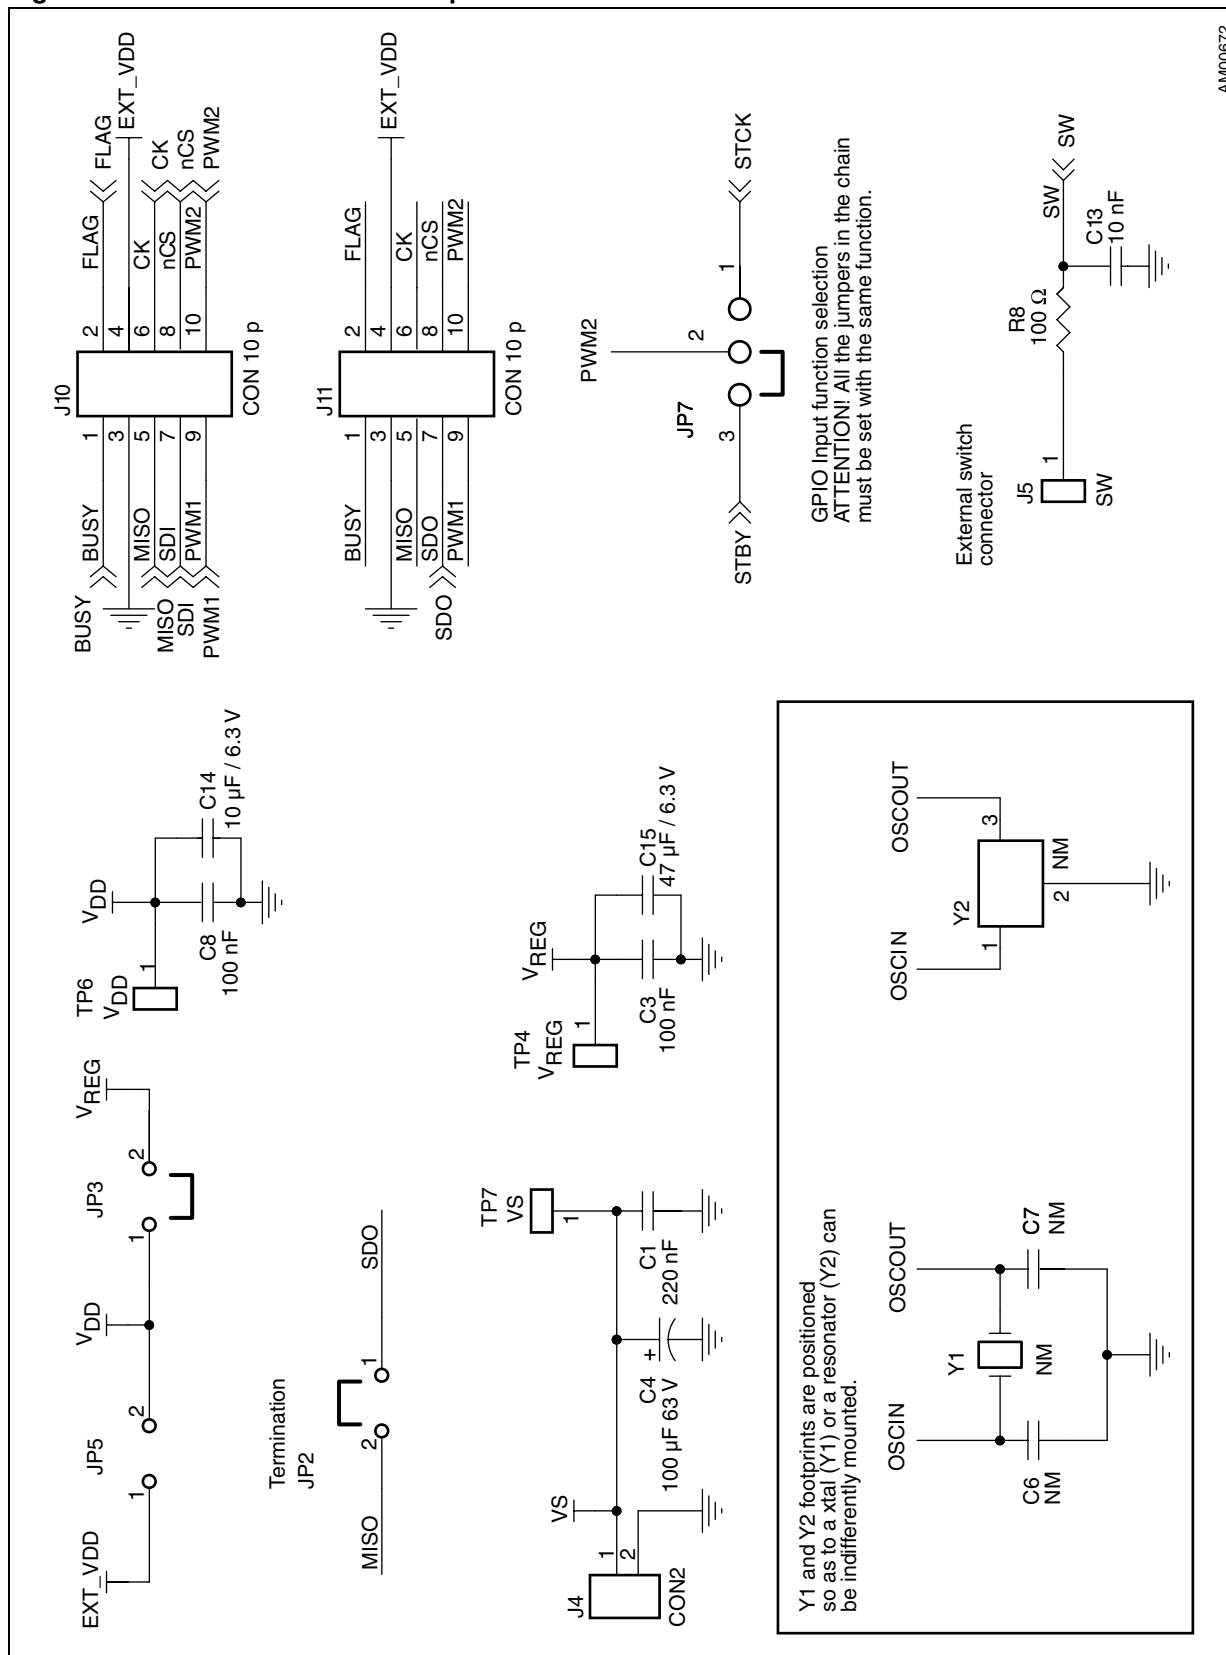 EXT_VDD
JP5
1
2
VDD
JP3
1
2
VREG
TP6
VDD
1
VDD
C8
100 nF
C14
10 µF / 6.3 V
J10
CON 10 p
BUSY
BUSY
1
3
MISO
MISO
5
SDI
SDI
7
PWM1
PWM1
9
2
FLAG
FLAG
4
EXT_VDD
6
CK
CK
8
nCS
nCS
10
PWM2
PWM2
Termination
JP2
MISO
2
1
SDO
J11
CON 10 p
BUSY
1
3
MISO
5
SDO
SDO
7
PWM1
9
2
FLAG
4
EXT_VDD
6
CK
8
nCS
10
PWM2
J4
CON2
1
2
VS
C4
100 µF 63 V
+
C1
220 nF
TP7
VS
1
TP4
VREG
1
VREG
C3
100 nF
C15
47 µF / 6.3 V
PWM2
JP7
STBY
3
2
1
STCK
GPIO Input function selection
ATTENTION! All the jumpers in the chain
must be set with the same function.
Y1 and Y2 footprints are positioned
so as to a xtal (Y1) or a resonator (Y2) can
be indifferently mounted.
OSCIN
OSCOUT
Y1
NM
C6
NM
C7
NM
OSCIN
OSCOUT
Y2
1
3
2
NM
External switch
connector
J5
SW
1
R8
100 Ω
SW
SW
C13
10 nF
AM00672